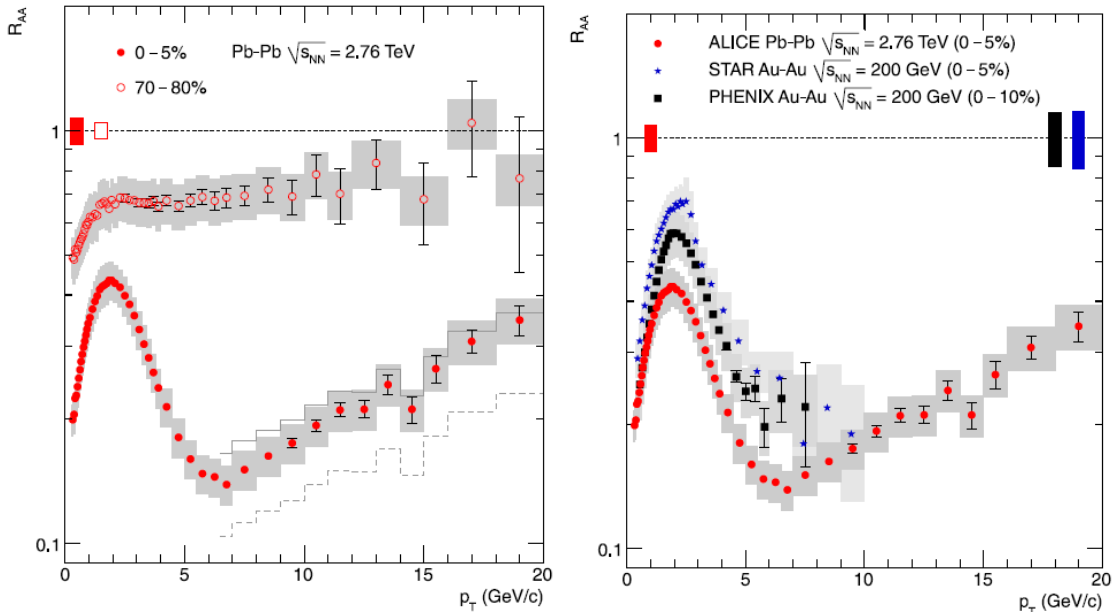 R_AA
0–5% Pb-Pb √s_NN = 2.76 TeV
70–80%
1
0.1
0 5 10 15 20
p_T (GeV/c)
R_AA
ALICE Pb-Pb √s_NN = 2.76 TeV (0–5%)
STAR Au-Au √s_NN = 200 GeV (0–5%)
PHENIX Au-Au √s_NN = 200 GeV (0–10%)
1
0.1
0 5 10 15 20
p_T (GeV/c)